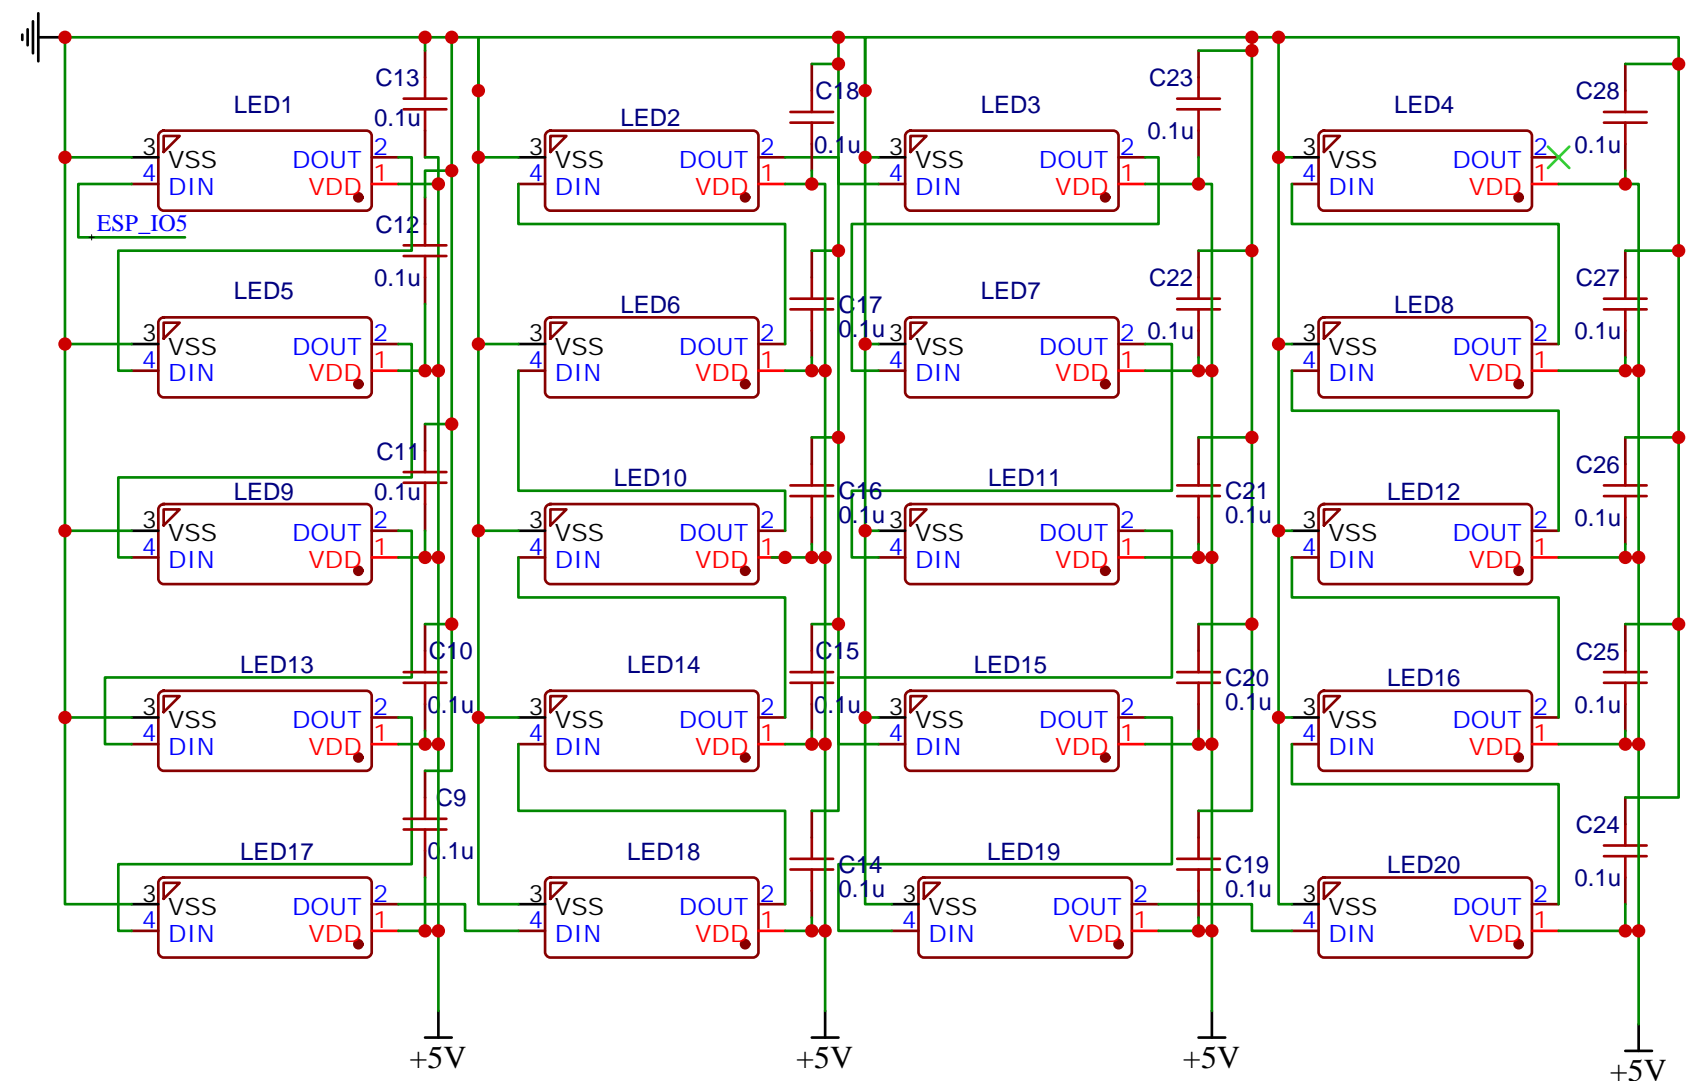 C13
0.1u
C18
0.1u
C23
0.1u
C28
0.1u
LED1
3 VSS DOUT 2
4 DIN VDD 1
LED2
3 VSS DOUT 2
4 DIN VDD 1
LED3
3 VSS DOUT 2
4 DIN VDD 1
LED4
3 VSS DOUT 2
4 DIN VDD 1
ESP_IO5
C12
0.1u
C17
0.1u
C22
0.1u
C27
0.1u
LED5
3 VSS DOUT 2
4 DIN VDD 1
LED6
3 VSS DOUT 2
4 DIN VDD 1
LED7
3 VSS DOUT 2
4 DIN VDD 1
LED8
3 VSS DOUT 2
4 DIN VDD 1
C11
0.1u
C16
0.1u
C21
0.1u
C26
0.1u
LED9
3 VSS DOUT 2
4 DIN VDD 1
LED10
3 VSS DOUT 2
4 DIN VDD 1
LED11
3 VSS DOUT 2
4 DIN VDD 1
LED12
3 VSS DOUT 2
4 DIN VDD 1
C10
0.1u
C15
0.1u
C20
0.1u
C25
0.1u
LED13
3 VSS DOUT 2
4 DIN VDD 1
LED14
3 VSS DOUT 2
4 DIN VDD 1
LED15
3 VSS DOUT 2
4 DIN VDD 1
LED16
3 VSS DOUT 2
4 DIN VDD 1
C9
0.1u
C14
0.1u
C19
0.1u
C24
0.1u
LED17
3 VSS DOUT 2
4 DIN VDD 1
LED18
3 VSS DOUT 2
4 DIN VDD 1
LED19
3 VSS DOUT 2
4 DIN VDD 1
LED20
3 VSS DOUT 2
4 DIN VDD 1
+5V
+5V
+5V
+5V